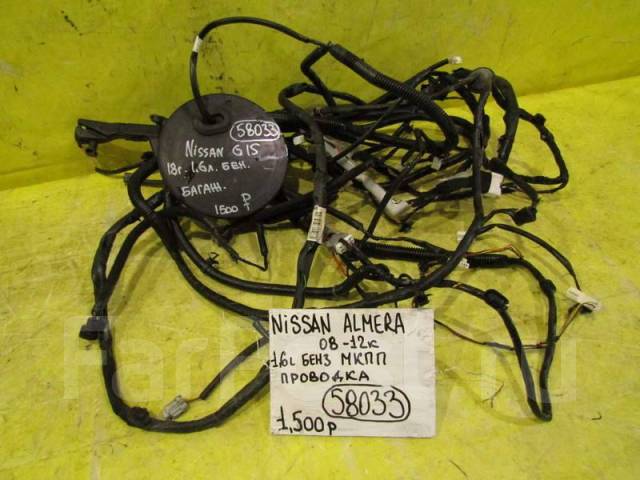 58033
NISSAN G15
18г. 1,6л. БЕН.
БАГАЖ.
1500 Р
NISSAN ALMERA
08-12к
1,6L БЕНЗ МКПП
ПРОВОДКА
58033
1,500р